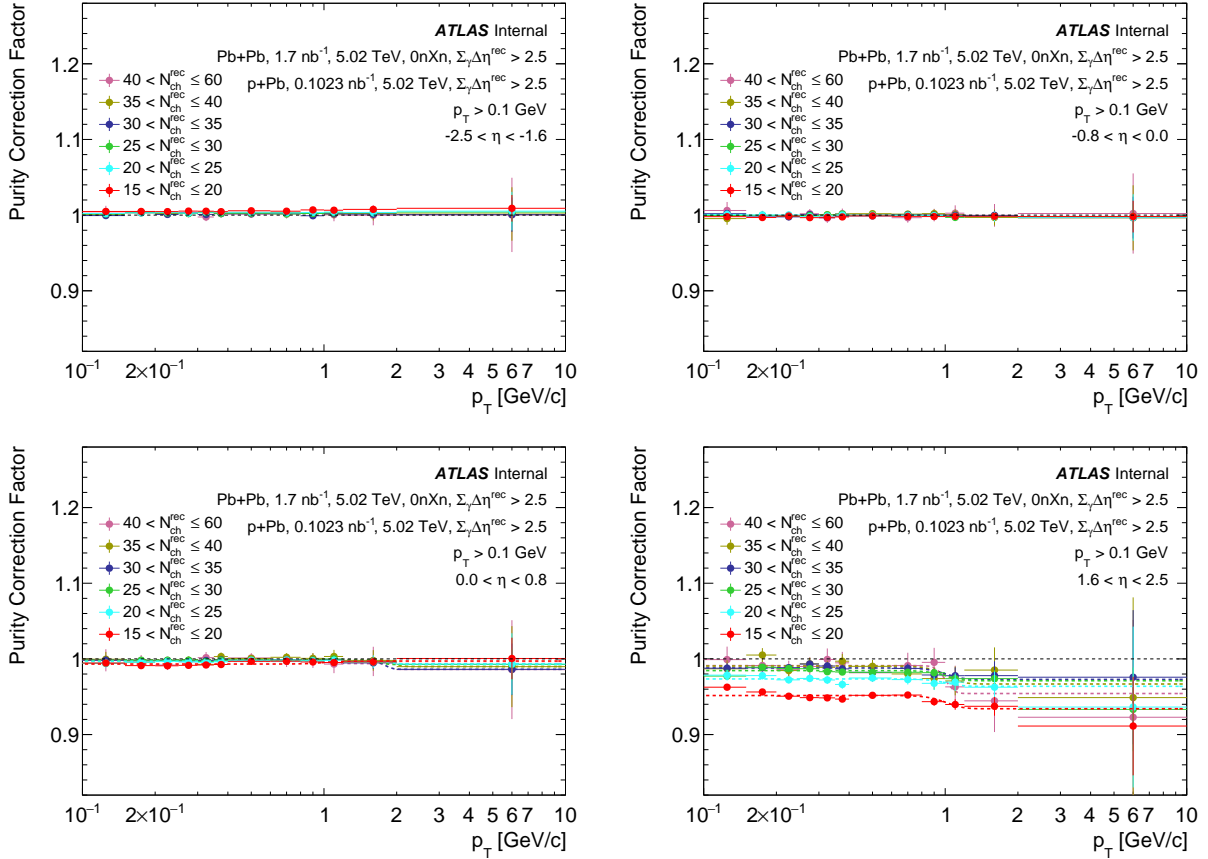 ATLAS Internal
Pb+Pb, 1.7 nb⁻¹, 5.02 TeV, 0nXn, Σ_γΔη^rec > 2.5
p+Pb, 0.1023 nb⁻¹, 5.02 TeV, Σ_γΔη^rec > 2.5
p_T > 0.1 GeV
-2.5 < η < -1.6
40 < N_ch^rec ≤ 60
35 < N_ch^rec ≤ 40
30 < N_ch^rec ≤ 35
25 < N_ch^rec ≤ 30
20 < N_ch^rec ≤ 25
15 < N_ch^rec ≤ 20
Purity Correction Factor
1.2
1.1
1
0.9
10⁻¹ 2×10⁻¹ 1 2 3 4 5 6 7 10
p_T [GeV/c]
ATLAS Internal
Pb+Pb, 1.7 nb⁻¹, 5.02 TeV, 0nXn, Σ_γΔη^rec > 2.5
p+Pb, 0.1023 nb⁻¹, 5.02 TeV, Σ_γΔη^rec > 2.5
p_T > 0.1 GeV
-0.8 < η < 0.0
40 < N_ch^rec ≤ 60
35 < N_ch^rec ≤ 40
30 < N_ch^rec ≤ 35
25 < N_ch^rec ≤ 30
20 < N_ch^rec ≤ 25
15 < N_ch^rec ≤ 20
Purity Correction Factor
1.2
1.1
1
0.9
10⁻¹ 2×10⁻¹ 1 2 3 4 5 6 7 10
p_T [GeV/c]
ATLAS Internal
Pb+Pb, 1.7 nb⁻¹, 5.02 TeV, 0nXn, Σ_γΔη^rec > 2.5
p+Pb, 0.1023 nb⁻¹, 5.02 TeV, Σ_γΔη^rec > 2.5
p_T > 0.1 GeV
0.0 < η < 0.8
40 < N_ch^rec ≤ 60
35 < N_ch^rec ≤ 40
30 < N_ch^rec ≤ 35
25 < N_ch^rec ≤ 30
20 < N_ch^rec ≤ 25
15 < N_ch^rec ≤ 20
Purity Correction Factor
1.2
1.1
1
0.9
10⁻¹ 2×10⁻¹ 1 2 3 4 5 6 7 10
p_T [GeV/c]
ATLAS Internal
Pb+Pb, 1.7 nb⁻¹, 5.02 TeV, 0nXn, Σ_γΔη^rec > 2.5
p+Pb, 0.1023 nb⁻¹, 5.02 TeV, Σ_γΔη^rec > 2.5
p_T > 0.1 GeV
1.6 < η < 2.5
40 < N_ch^rec ≤ 60
35 < N_ch^rec ≤ 40
30 < N_ch^rec ≤ 35
25 < N_ch^rec ≤ 30
20 < N_ch^rec ≤ 25
15 < N_ch^rec ≤ 20
Purity Correction Factor
1.2
1.1
1
0.9
10⁻¹ 2×10⁻¹ 1 2 3 4 5 6 7 10
p_T [GeV/c]